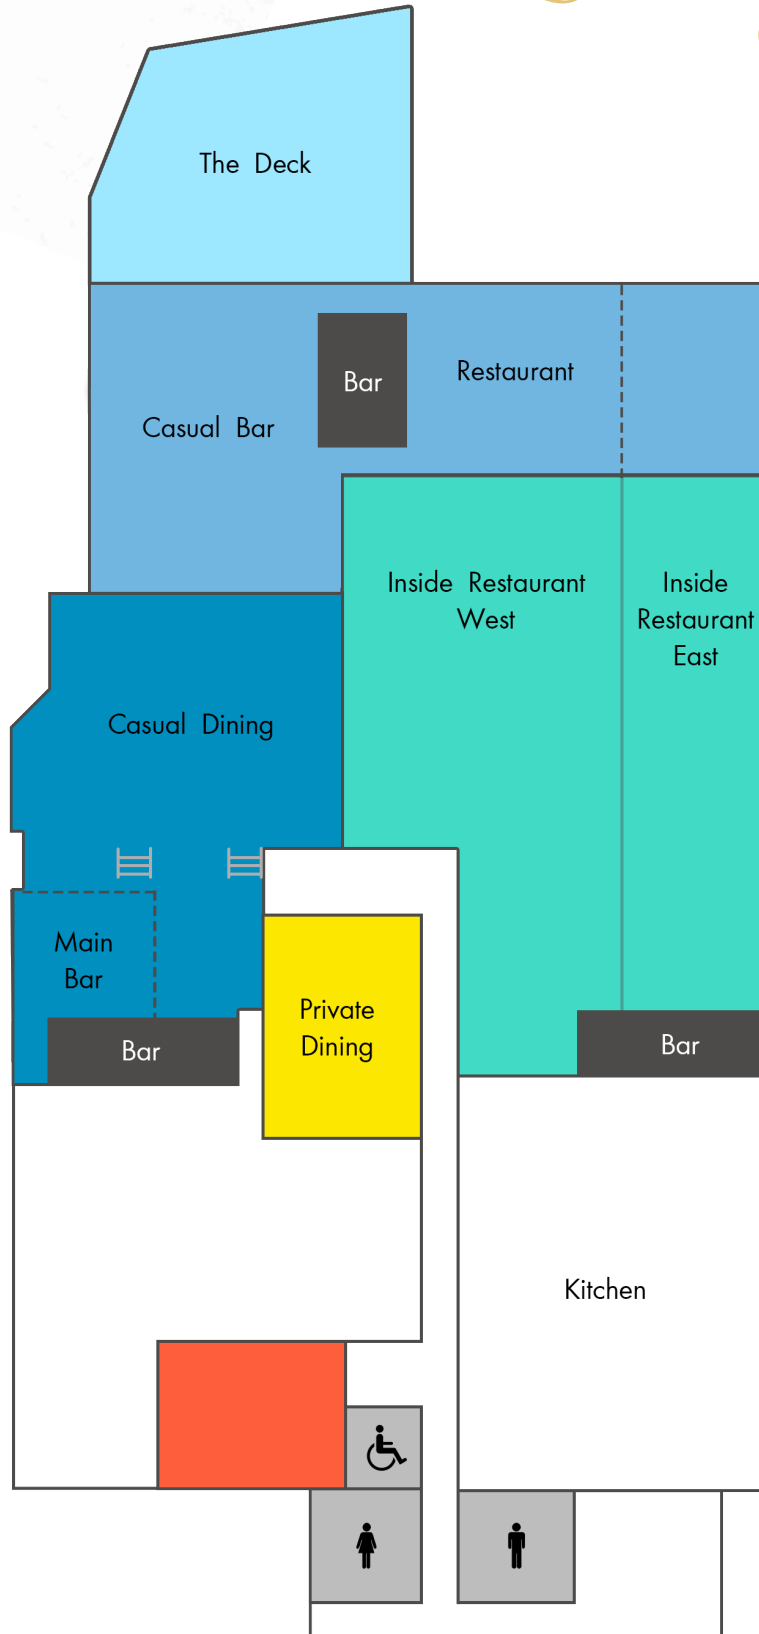 The Deck
Bar
Restaurant
Casual Bar
Inside Restaurant
West
Inside
Restaurant
East
Casual Dining
Main
Bar
Private
Dining
Bar
Bar
Kitchen